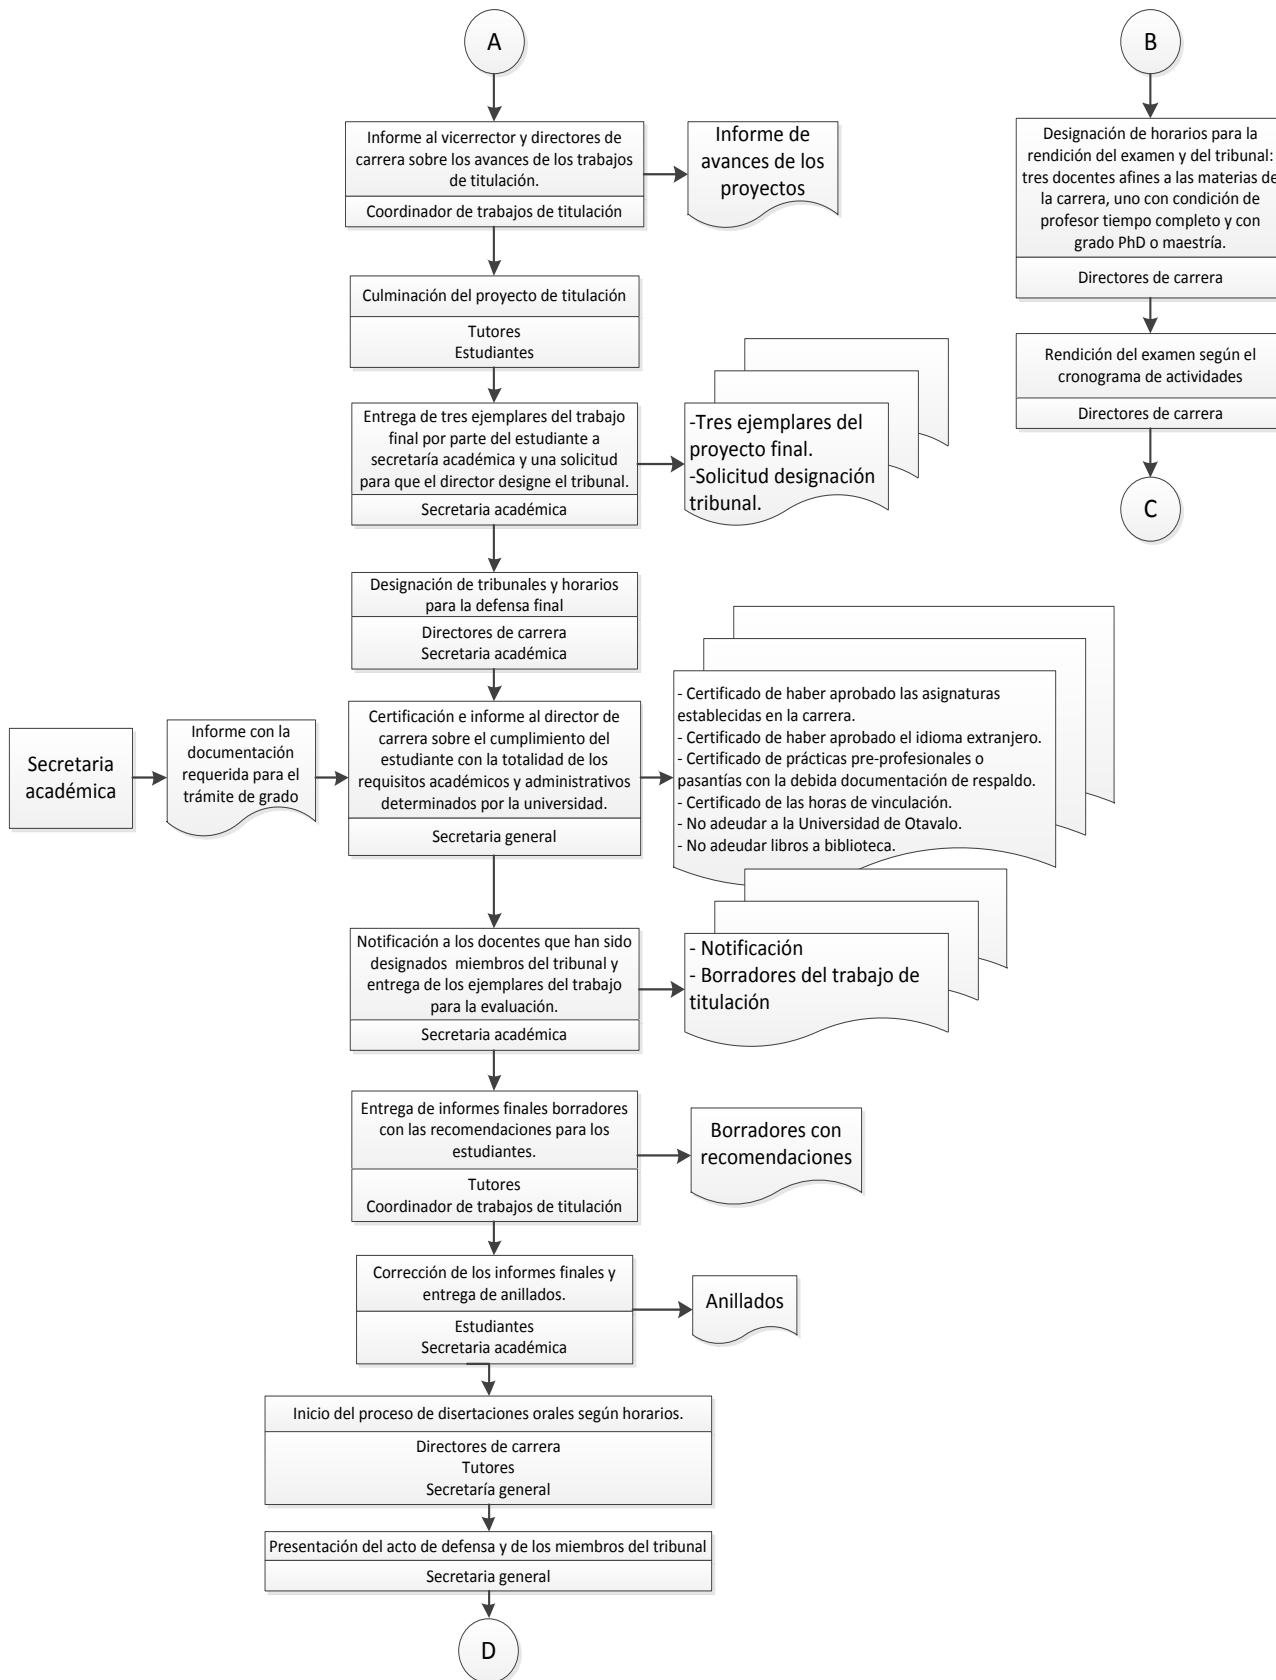 A
Informe al vicerrector y directores de
carrera sobre los avances de los trabajos
de titulación.
Coordinador de trabajos de titulación
Informe de
avances de los
proyectos
Culminación del proyecto de titulación
Tutores
Estudiantes
Entrega de tres ejemplares del trabajo
final por parte del estudiante a
secretaría académica y una solicitud
para que el director designe el tribunal.
Secretaria académica
-Tres ejemplares del
proyecto final.
-Solicitud designación
tribunal.
Designación de tribunales y horarios
para la defensa final
Directores de carrera
Secretaria académica
Secretaria
académica
Informe con la
documentación
requerida para el
trámite de grado
Certificación e informe al director de
carrera sobre el cumplimiento del
estudiante con la totalidad de los
requisitos académicos y administrativos
determinados por la universidad.
Secretaria general
- Certificado de haber aprobado las asignaturas
establecidas en la carrera.
- Certificado de haber aprobado el idioma extranjero.
- Certificado de prácticas pre-profesionales o
pasantías con la debida documentación de respaldo.
- Certificado de las horas de vinculación.
- No adeudar a la Universidad de Otavalo.
- No adeudar libros a biblioteca.
Notificación a los docentes que han sido
designados miembros del tribunal y
entrega de los ejemplares del trabajo
para la evaluación.
Secretaria académica
- Notificación
- Borradores del trabajo de
titulación
Entrega de informes finales borradores
con las recomendaciones para los
estudiantes.
Tutores
Coordinador de trabajos de titulación
Borradores con
recomendaciones
Corrección de los informes finales y
entrega de anillados.
Estudiantes
Secretaria académica
Anillados
Inicio del proceso de disertaciones orales según horarios.
Directores de carrera
Tutores
Secretaría general
Presentación del acto de defensa y de los miembros del tribunal
Secretaria general
D
B
Designación de horarios para la
rendición del examen y del tribunal:
tres docentes afines a las materias de
la carrera, uno con condición de
profesor tiempo completo y con
grado PhD o maestría.
Directores de carrera
Rendición del examen según el
cronograma de actividades
Directores de carrera
C